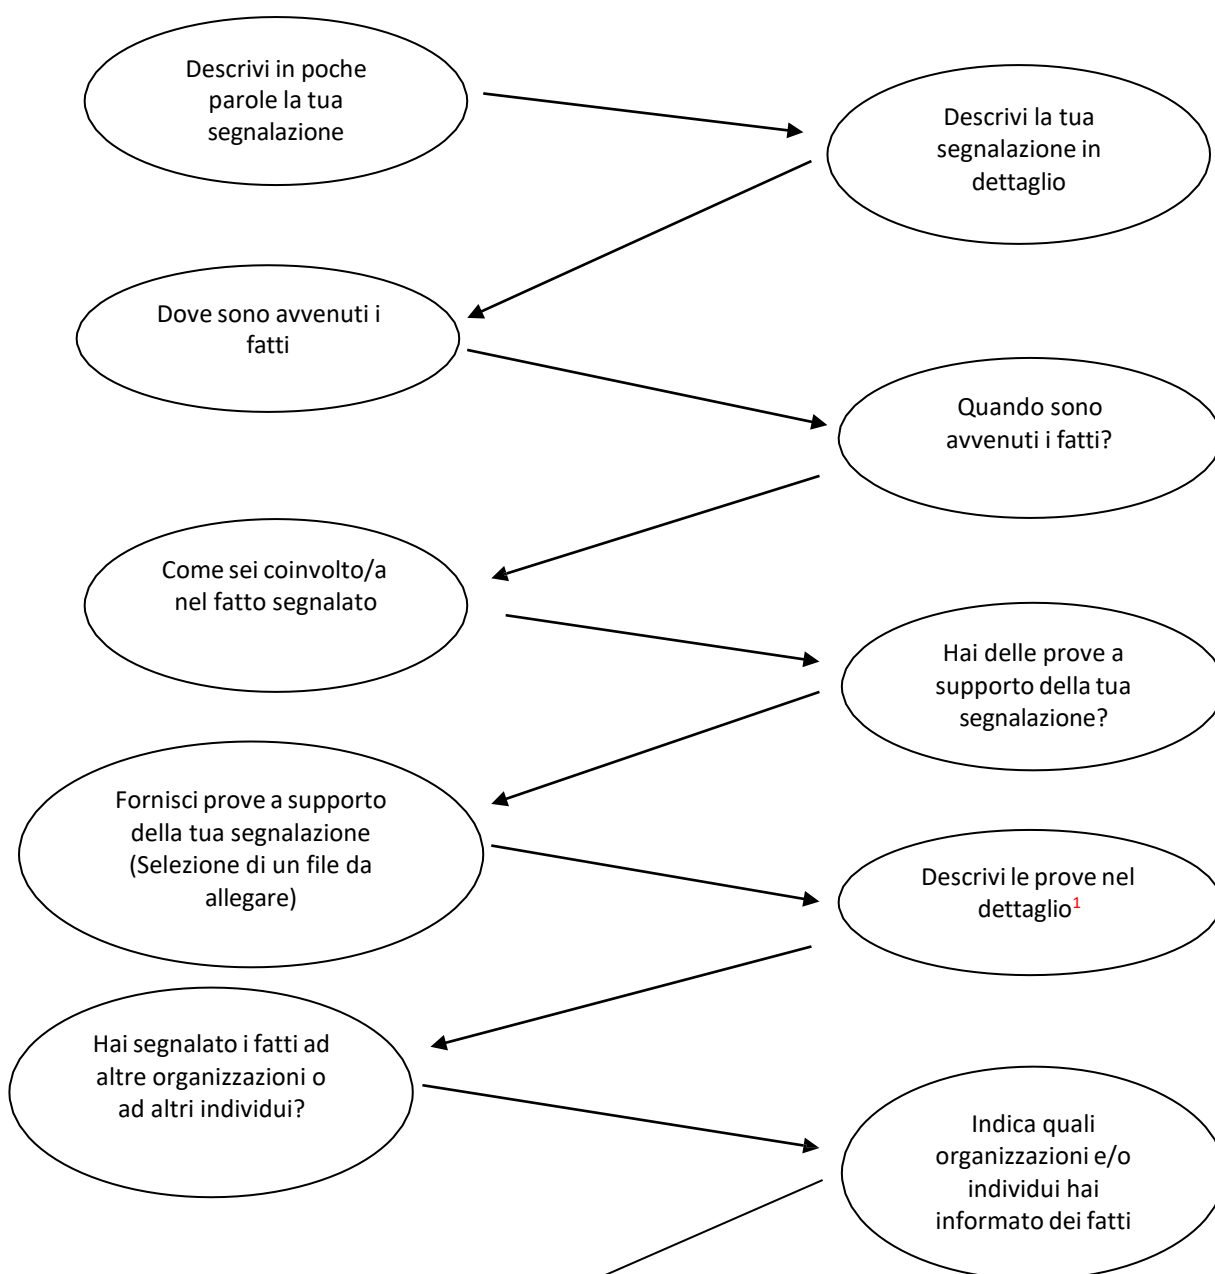 Descrivi in poche
parole la tua
segnalazione
Descrivi la tua
segnalazione in
dettaglio
Dove sono avvenuti i
fatti
Quando sono
avvenuti i fatti?
Come sei coinvolto/a
nel fatto segnalato
Hai delle prove a
supporto della tua
segnalazione?
Fornisci prove a supporto
della tua segnalazione
(Selezione di un file da
allegare)
Descrivi le prove nel
dettaglio1
Hai segnalato i fatti ad
altre organizzazioni o
ad altri individui?
Indica quali
organizzazioni e/o
individui hai
informato dei fatti